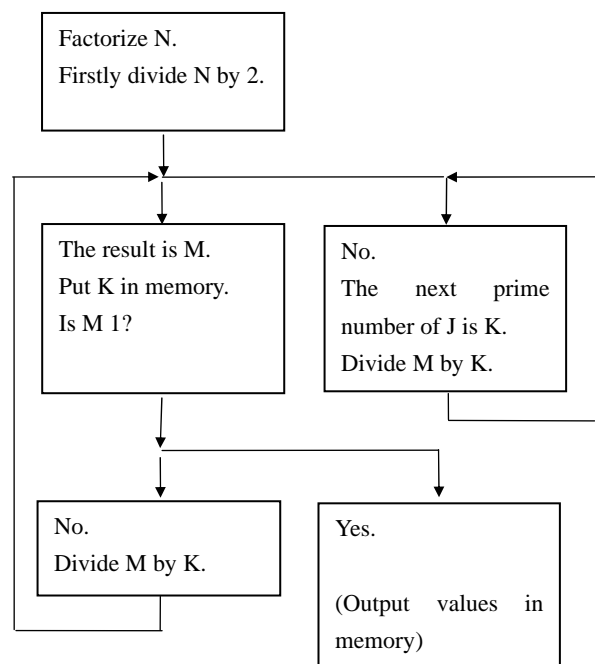 Factorize N.
Firstly divide N by 2.
The result is M.
Put K in memory.
Is M 1?
No.
The next prime
number of J is K.
Divide M by K.
No.
Divide M by K.
Yes.
(Output values in
memory)